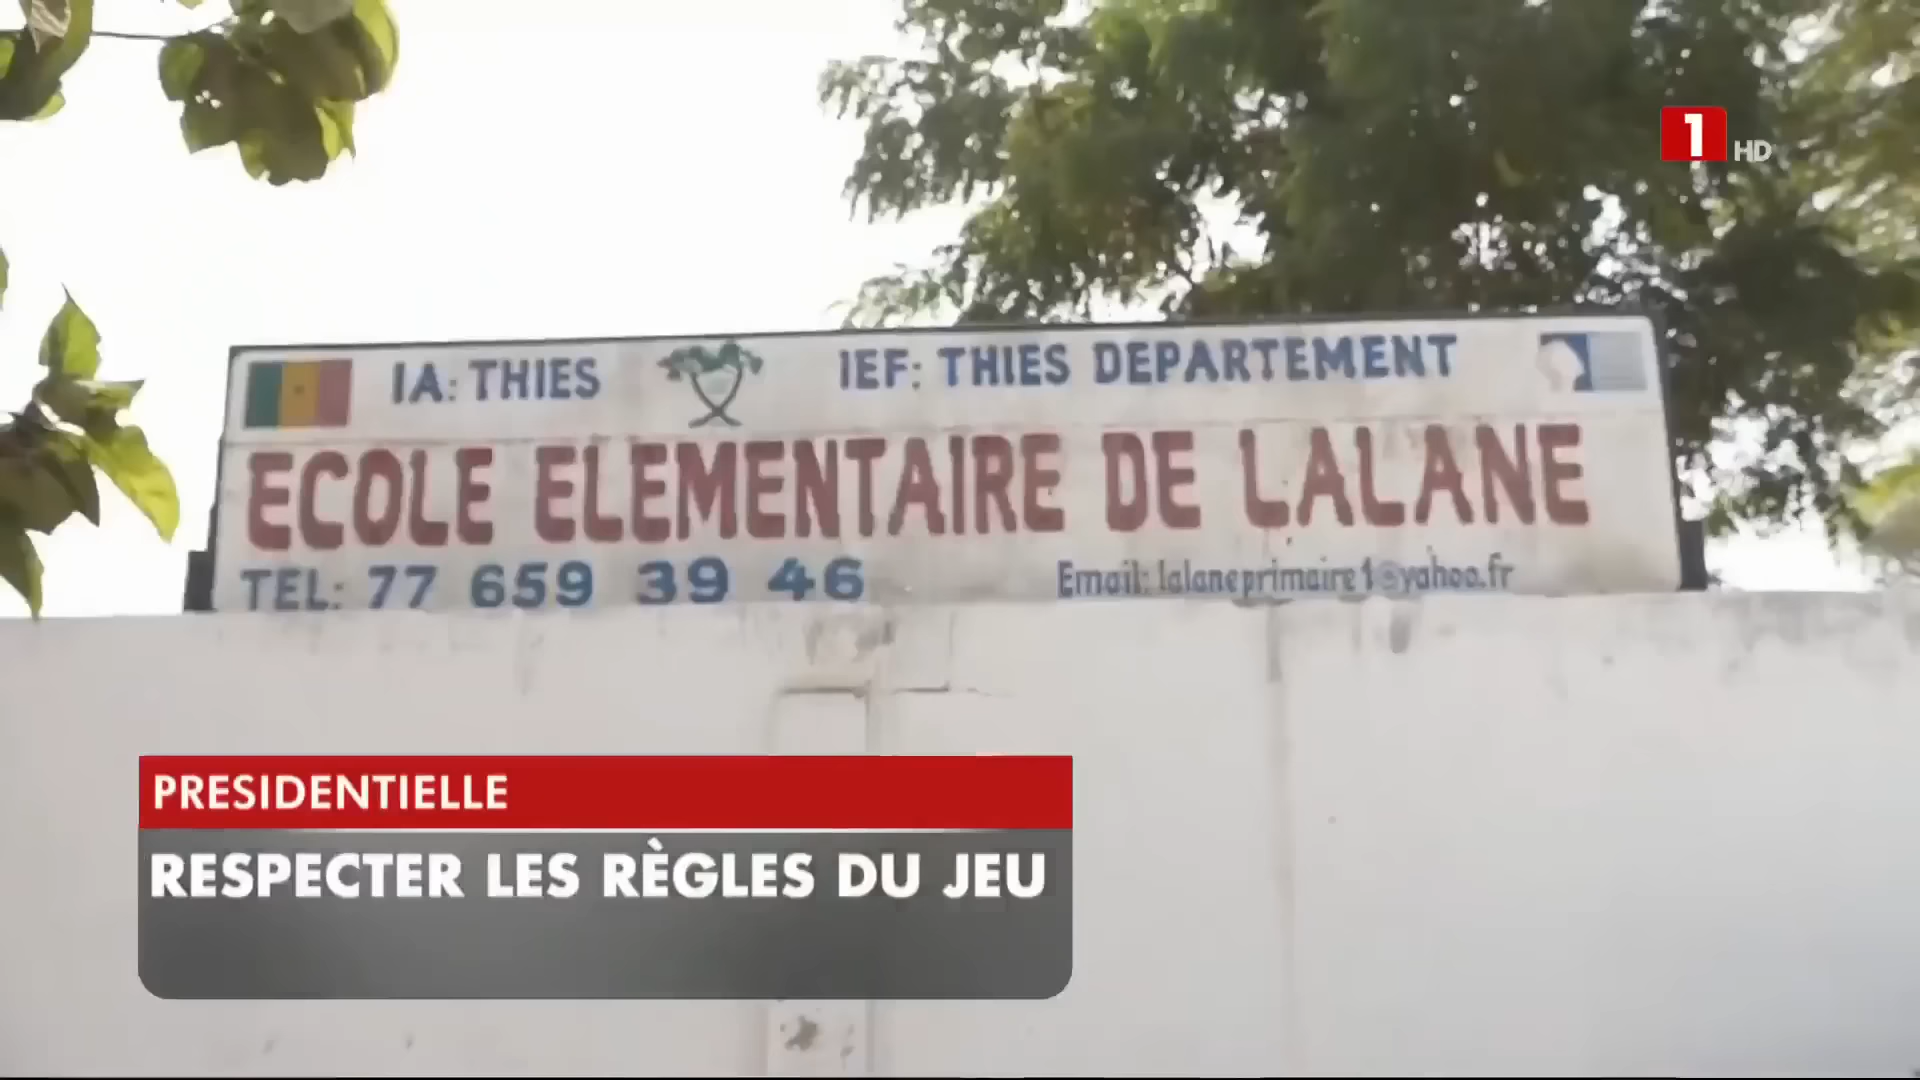 1 HD
IA: THIES IEF: THIES DEPARTEMENT
ECOLE ELEMENTAIRE DE LALANE
TEL: 77 659 39 46 Email: lalaneprimaire1@yahoo.fr
PRESIDENTIELLE
RESPECTER LES RÈGLES DU JEU